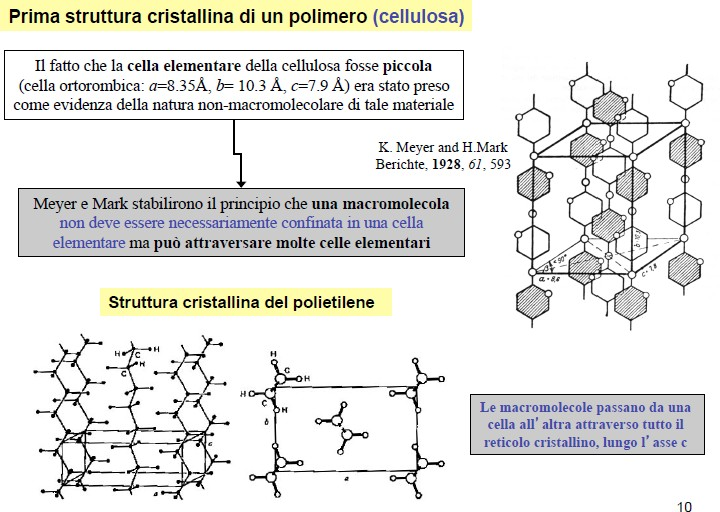 Prima struttura cristallina di un polimero (cellulosa)
Il fatto che la cella elementare della cellulosa fosse piccola
(cella ortorombica: a=8.35Å, b= 10.3 Å, c=7.9 Å) era stato preso
come evidenza della natura non-macromolecolare di tale materiale
K. Meyer and H.Mark
Berichte, 1928, 61, 593
Meyer e Mark stabilirono il principio che una macromolecola
non deve essere necessariamente confinata in una cella
elementare ma può attraversare molte celle elementari
Struttura cristallina del polietilene
H
C
H
H
C
c
a
H
C
H
H
C
H
b
a
Le macromolecole passano da una
cella all' altra attraverso tutto il
reticolo cristallino, lungo l' asse c
10